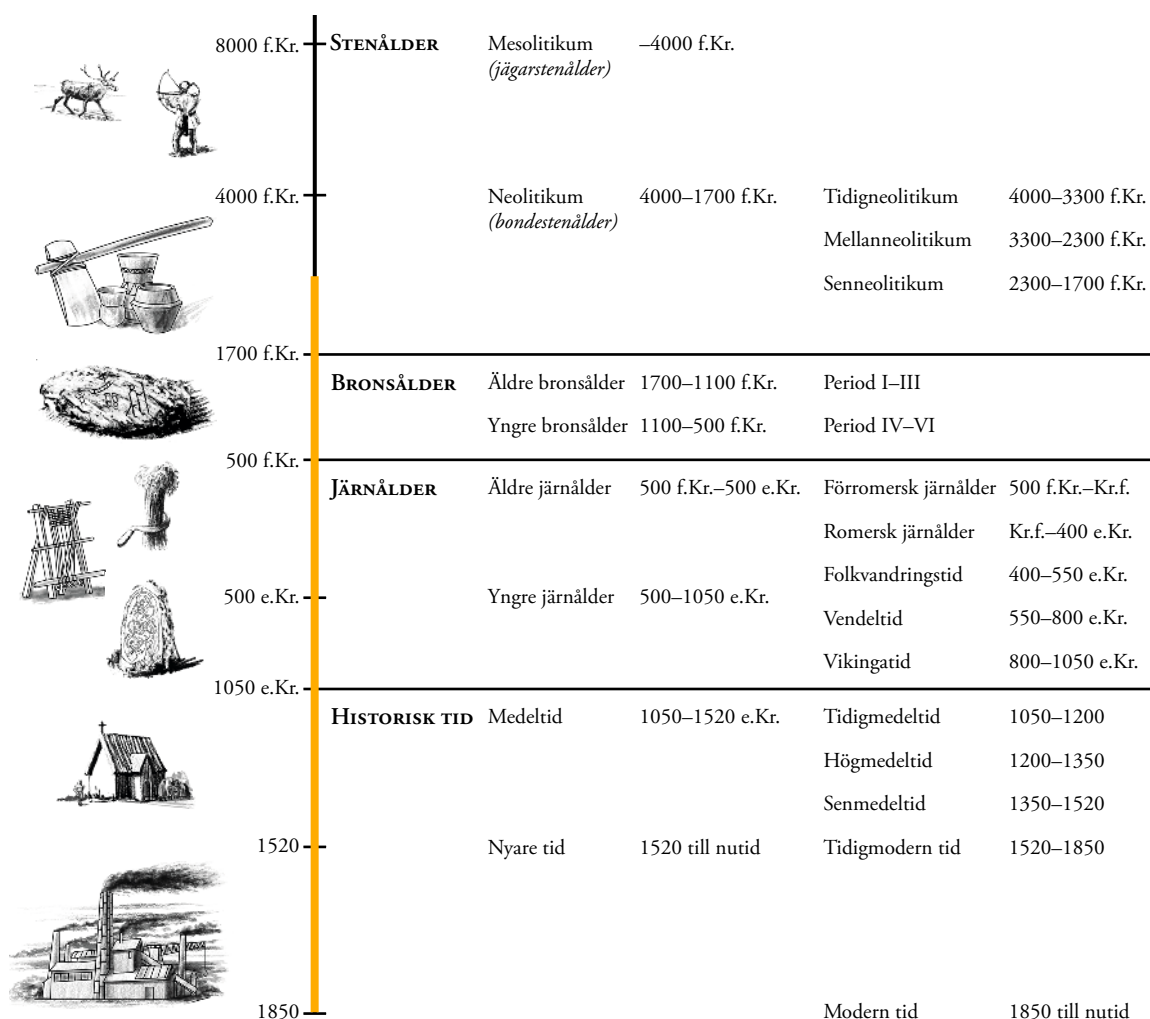 8000 f.Kr. STENÅLDER Mesolitikum –4000 f.Kr.
(jägarstenålder)
4000 f.Kr. Neolitikum 4000–1700 f.Kr. Tidigneolitikum 4000–3300 f.Kr.
(bondestenålder)
Mellanneolitikum 3300–2300 f.Kr.
Senneolitikum 2300–1700 f.Kr.
1700 f.Kr.
BRONSÅLDER Äldre bronsålder 1700–1100 f.Kr. Period I–III
Yngre bronsålder 1100–500 f.Kr. Period IV–VI
500 f.Kr.
JÄRNÅLDER Äldre järnålder 500 f.Kr.–500 e.Kr. Förromersk järnålder 500 f.Kr.–Kr.f.
Romersk järnålder Kr.f.–400 e.Kr.
Folkvandringstid 400–550 e.Kr.
500 e.Kr. Yngre järnålder 500–1050 e.Kr.
Vendeltid 550–800 e.Kr.
Vikingatid 800–1050 e.Kr.
1050 e.Kr.
HISTORISK TID Medeltid 1050–1520 e.Kr. Tidigmedeltid 1050–1200
Högmedeltid 1200–1350
Senmedeltid 1350–1520
1520 Nyare tid 1520 till nutid Tidigmodern tid 1520–1850
1850 Modern tid 1850 till nutid